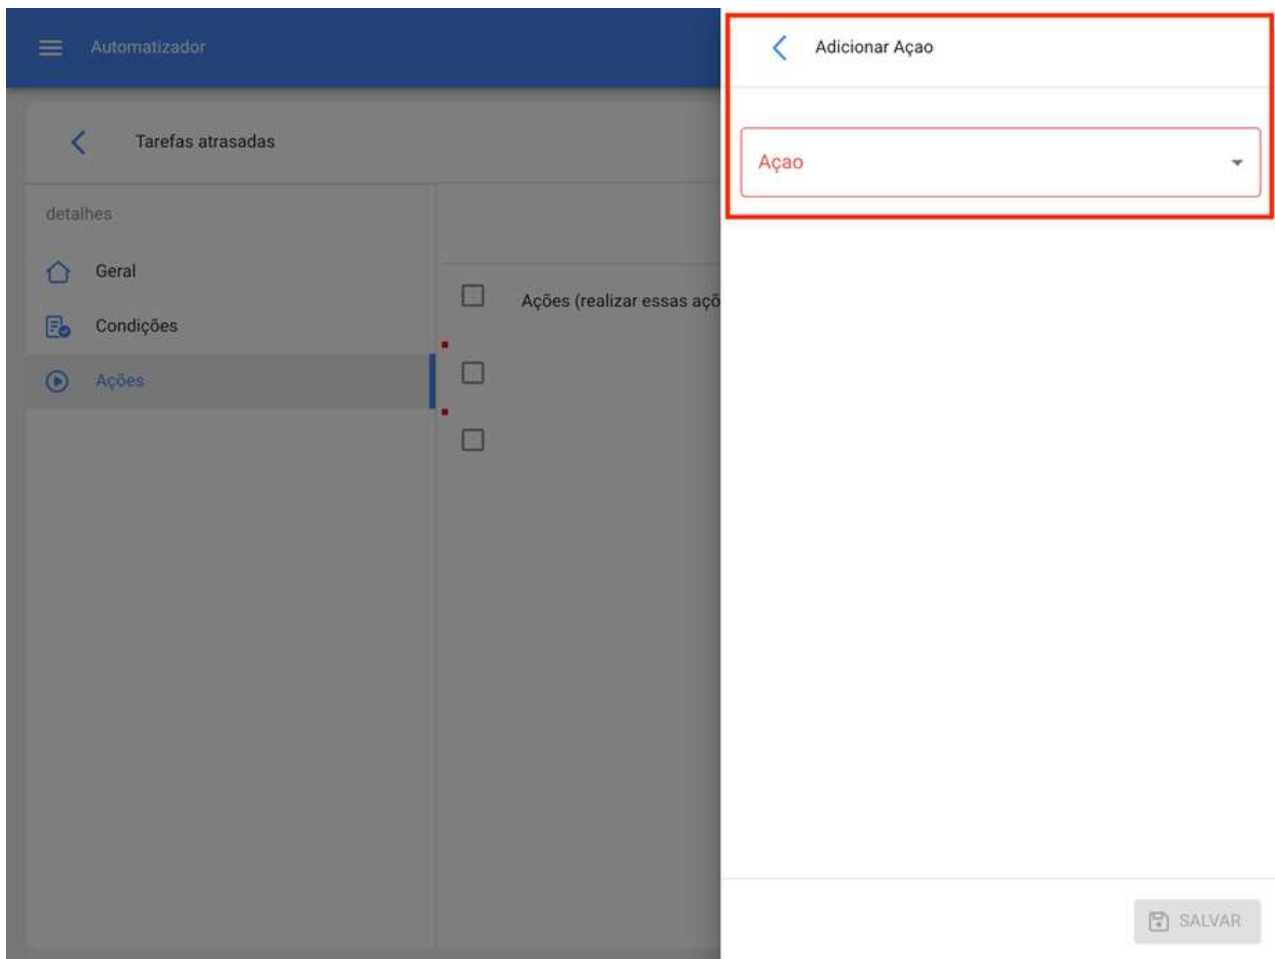 Automatizador
Adicionar Açao
Tarefas atrasadas
Açao
detalhes
Geral
Ações (realizar essas açõ
Condições
Ações
SALVAR